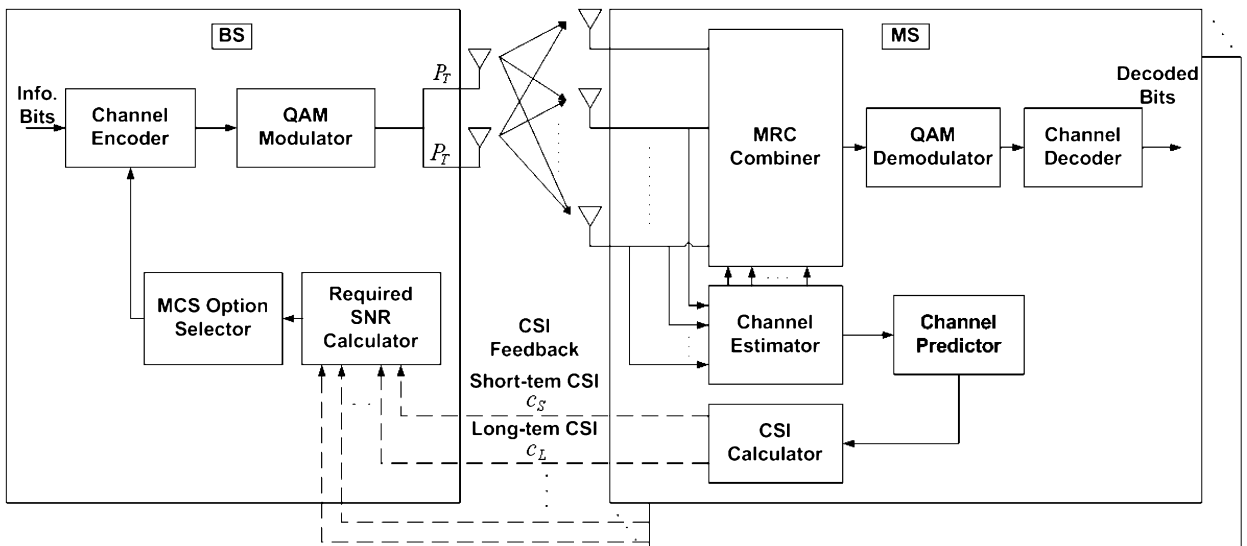 BS
MS
Info.
Bits
Channel
Encoder
QAM
Modulator
P_T
P_T
MRC
Combiner
QAM
Demodulator
Channel
Decoder
Decoded
Bits
MCS Option
Selector
Required
SNR
Calculator
CSI
Feedback
Channel
Estimator
Channel
Predictor
Short-tem CSI
C_S
Long-tem CSI
C_L
CSI
Calculator